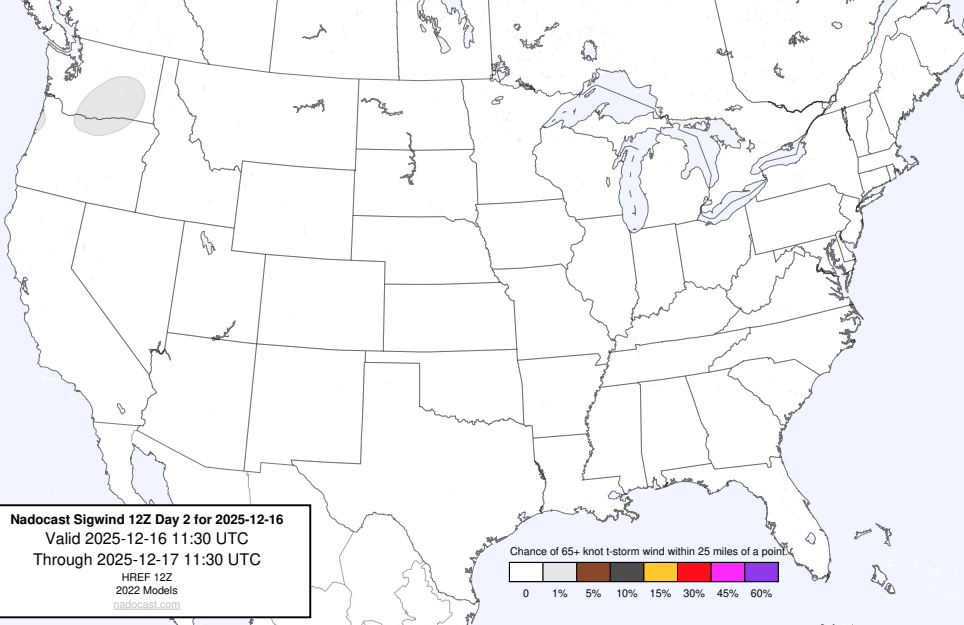 Nadocast Sigwind 12Z Day 2 for 2025-12-16
Valid 2025-12-16 11:30 UTC
Through 2025-12-17 11:30 UTC
HREF 12Z
2022 Models
nadocast.com
Chance of 65+ knot t-storm wind within 25 miles of a point.
0 1% 5% 10% 15% 30% 45% 60%